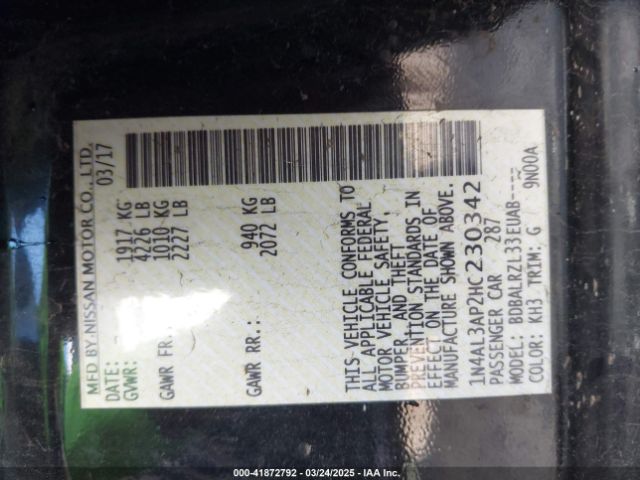 MFD BY NISSAN MOTOR CO., LTD.
DATE: 03/17
GVWR: 1917 KG
4226 LB
GAWR FR.: 1010 KG
2227 LB
GAWR RR.: 940 KG
2072 LB
THIS VEHICLE CONFORMS TO
ALL APPLICABLE FEDERAL
MOTOR VEHICLE SAFETY,
BUMPER, AND THEFT
PREVENTION STANDARDS IN
EFFECT ON THE DATE OF
MANUFACTURE SHOWN ABOVE.
1N4AL3AP2HC230342
PASSENGER CAR 287
MODEL: BDBALRZL33EUAB----
COLOR: KH3 TRIM: G 9N00A
000-41872792 - 03/24/2025 - IAA Inc.